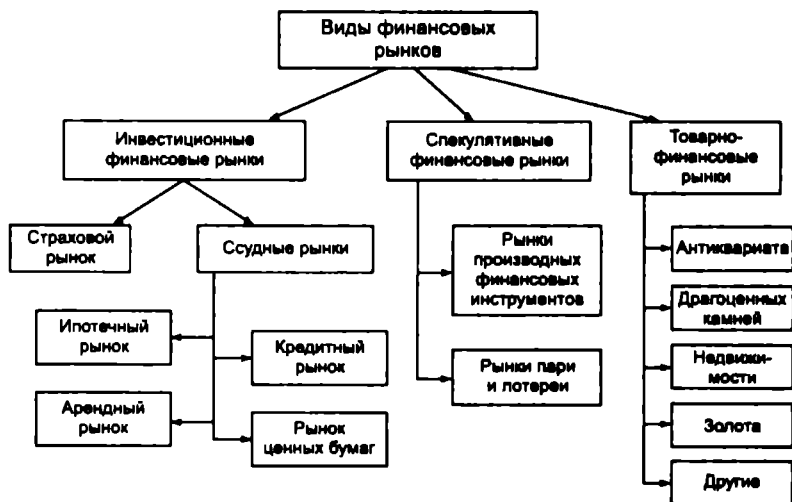 Виды финансовых
рынков
Инвестиционные
финансовые рынки
Спекулятивные
финансовые рынки
Товарно-
финансовые
рынки
Страховой
рынок
Ссудные рынки
Ипотечный
рынок
Кредитный
рынок
Арендный
рынок
Рынок
ценных бумаг
Рынки
производных
финансовых
инструментов
Рынки пари
и лотереи
Антиквариата
Драгоценных
камней
Недвижи-
мости
Золота
Другие